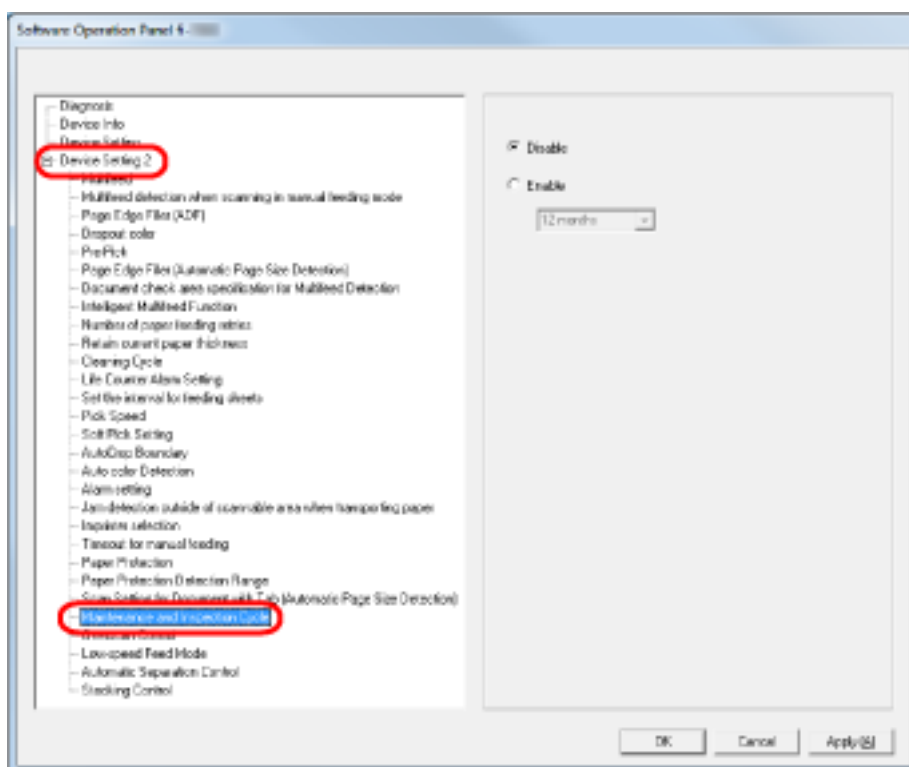 Software Operation Panel fi-
Diagnosis
Device Info
Device Setting
Device Setting 2
Multifeed
Multifeed detection when scanning in manual feeding mode
Page Edge Filler (ADF)
Dropout color
Pre-Pick
Page Edge Filler (Automatic Page Size Detection)
Document check area specification for Multifeed Detection
Intelligent Multifeed Function
Number of paper feeding retries
Retain current paper thickness
Cleaning Cycle
Life Counter Alarm Setting
Set the interval for feeding sheets
Pick Speed
Soft Pick Setting
AutoCrop Boundary
Auto color Detection
Alarm setting
Jam detection outside of scannable area when transporting paper
Imprinter selection
Timeout for manual feeding
Paper Protection
Paper Protection Detection Range
Scan Setting for Document with Tab (Automatic Page Size Detection)
Maintenance and Inspection Cycle
Overscan Control
Low-speed Feed Mode
Automatic Separation Control
Stacking Control
Disable
Enable
12 months
OK
Cancel
Apply (A)